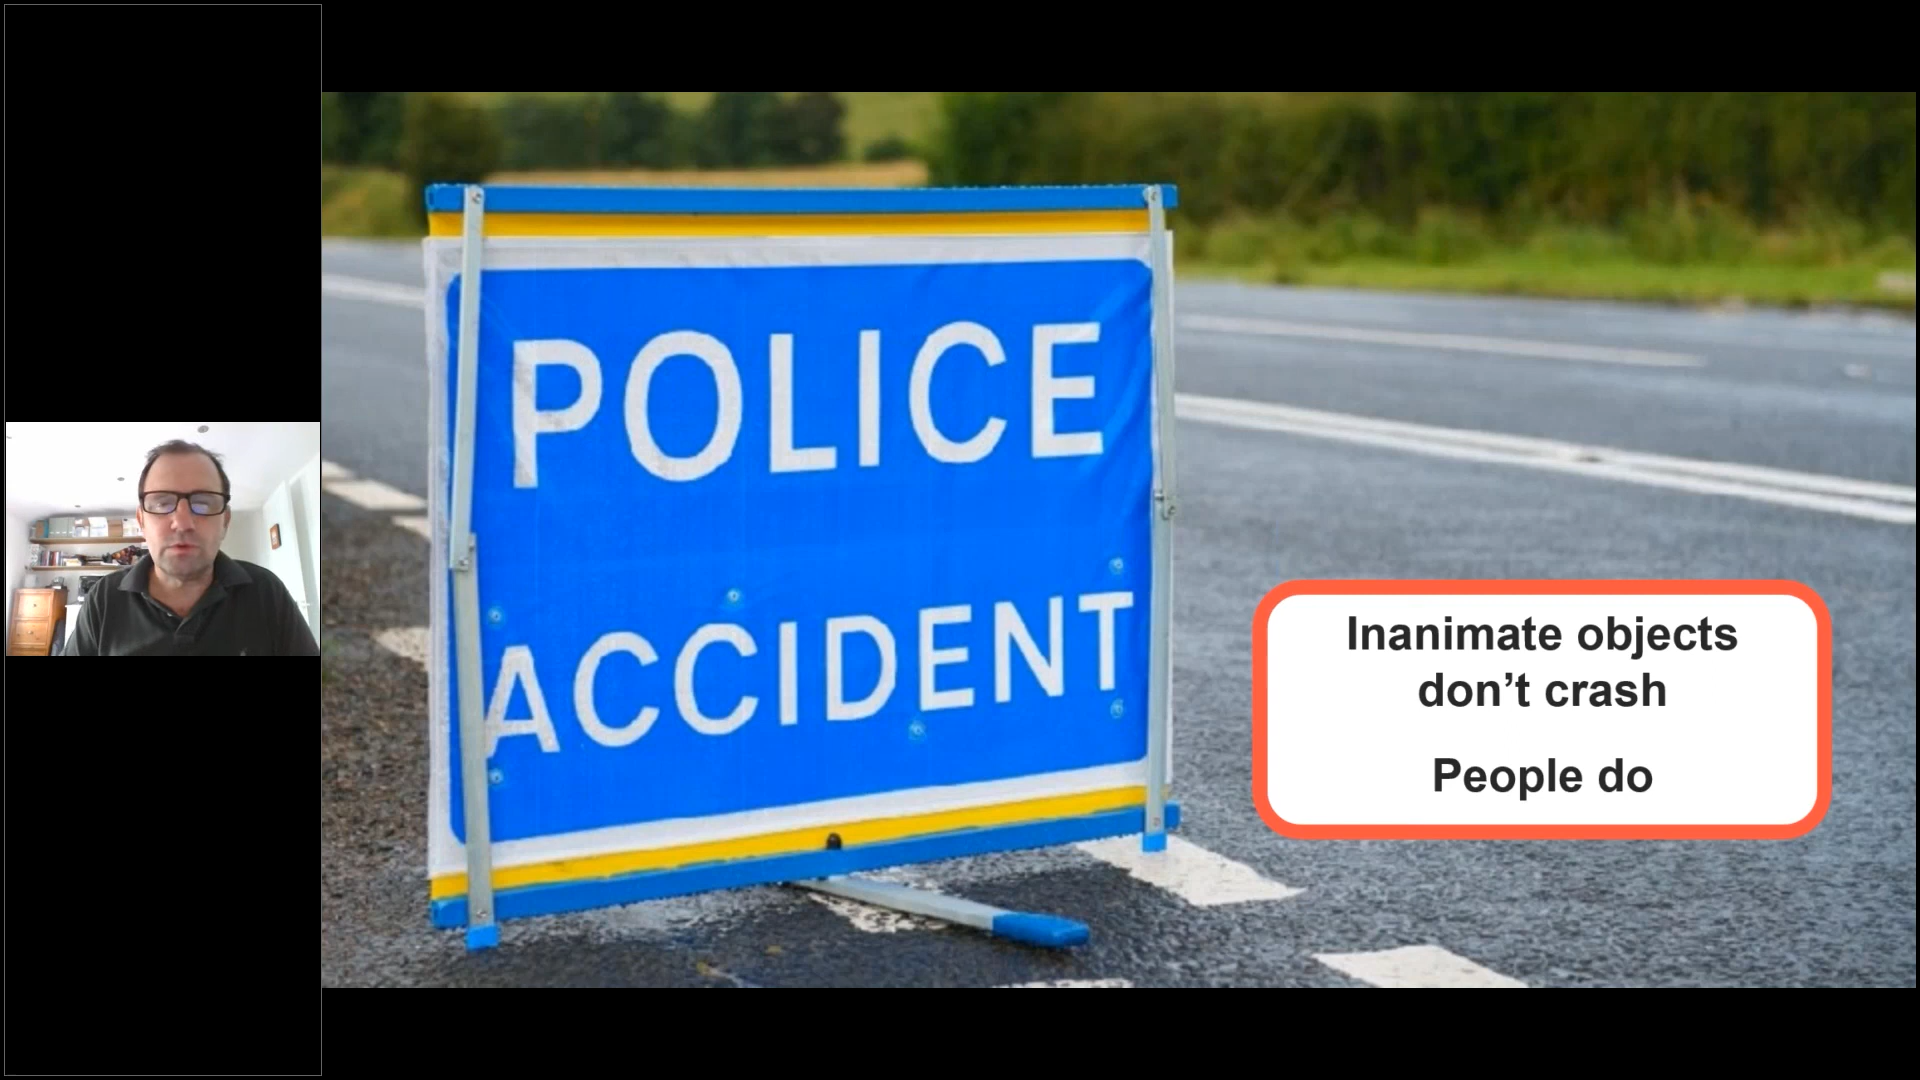 POLICE
ACCIDENT
Inanimate objects
don’t crash
People do